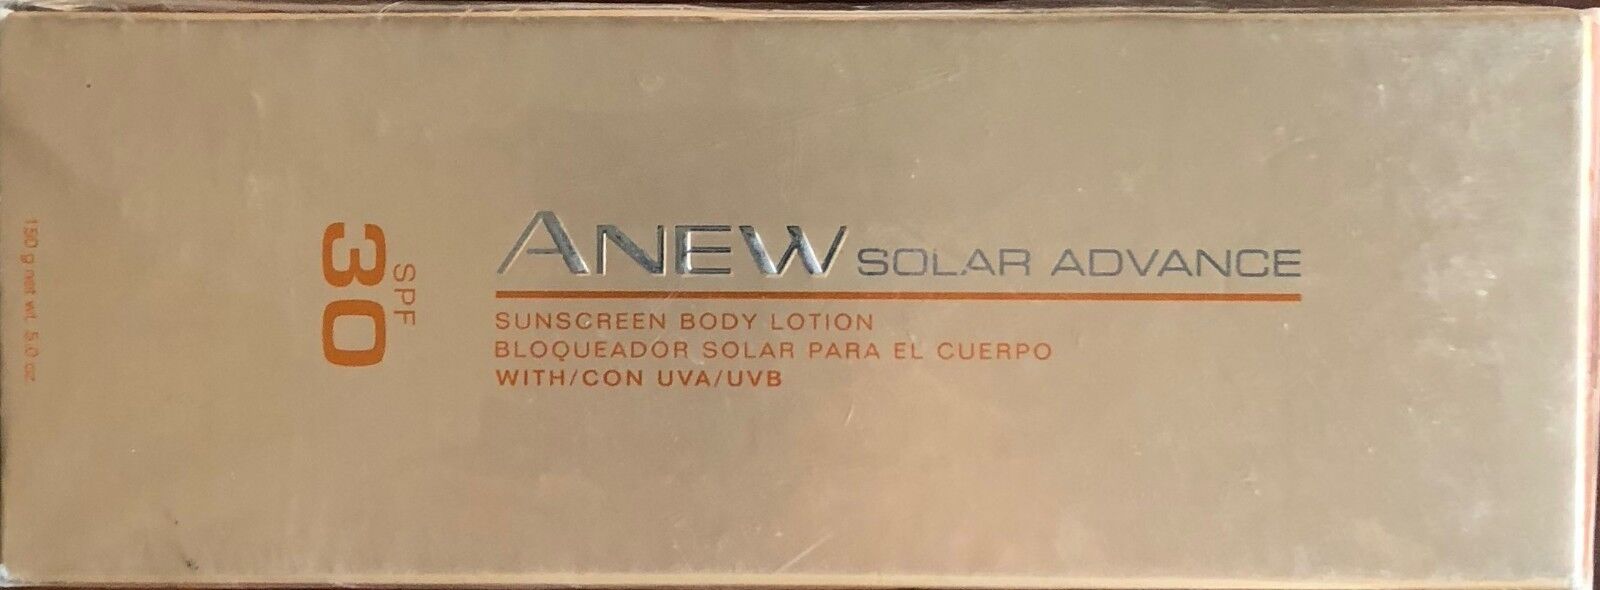 ANEW SOLAR ADVANCE
SUNSCREEN BODY LOTION
BLOQUEADOR SOLAR PARA EL CUERPO
WITH/CON UVA/UVB
SPF
30
150 g net wt. 5.0 oz.